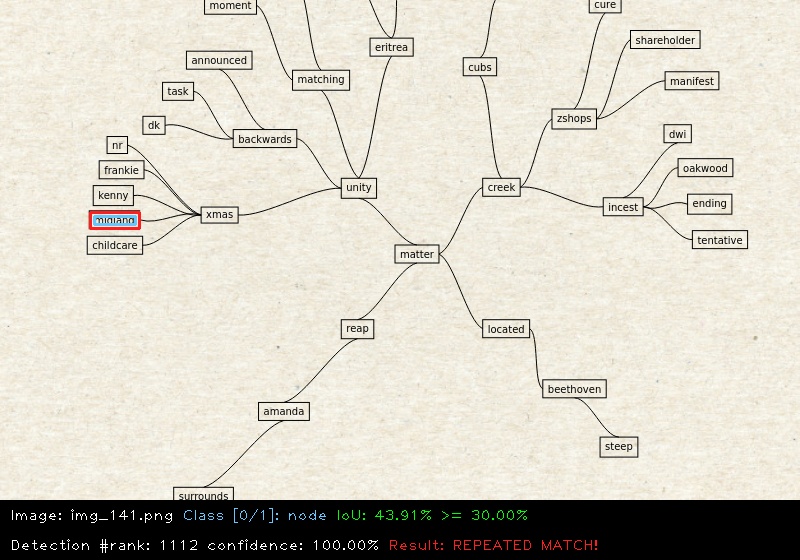 moment
cure
eritrea
shareholder
announced
cubs
matching
manifest
task
zshops
dk
backwards
dwi
nr
frankie
oakwood
unity
creek
kenny
ending
incest
xmas
childcare
tentative
matter
reap
located
beethoven
amanda
steep
surrounds
Image: img_141.png Class [0/1]: node IoU: 43.91% >= 30.00%
Detection #rank: 1112 confidence: 100.00% Result: REPEATED MATCH!